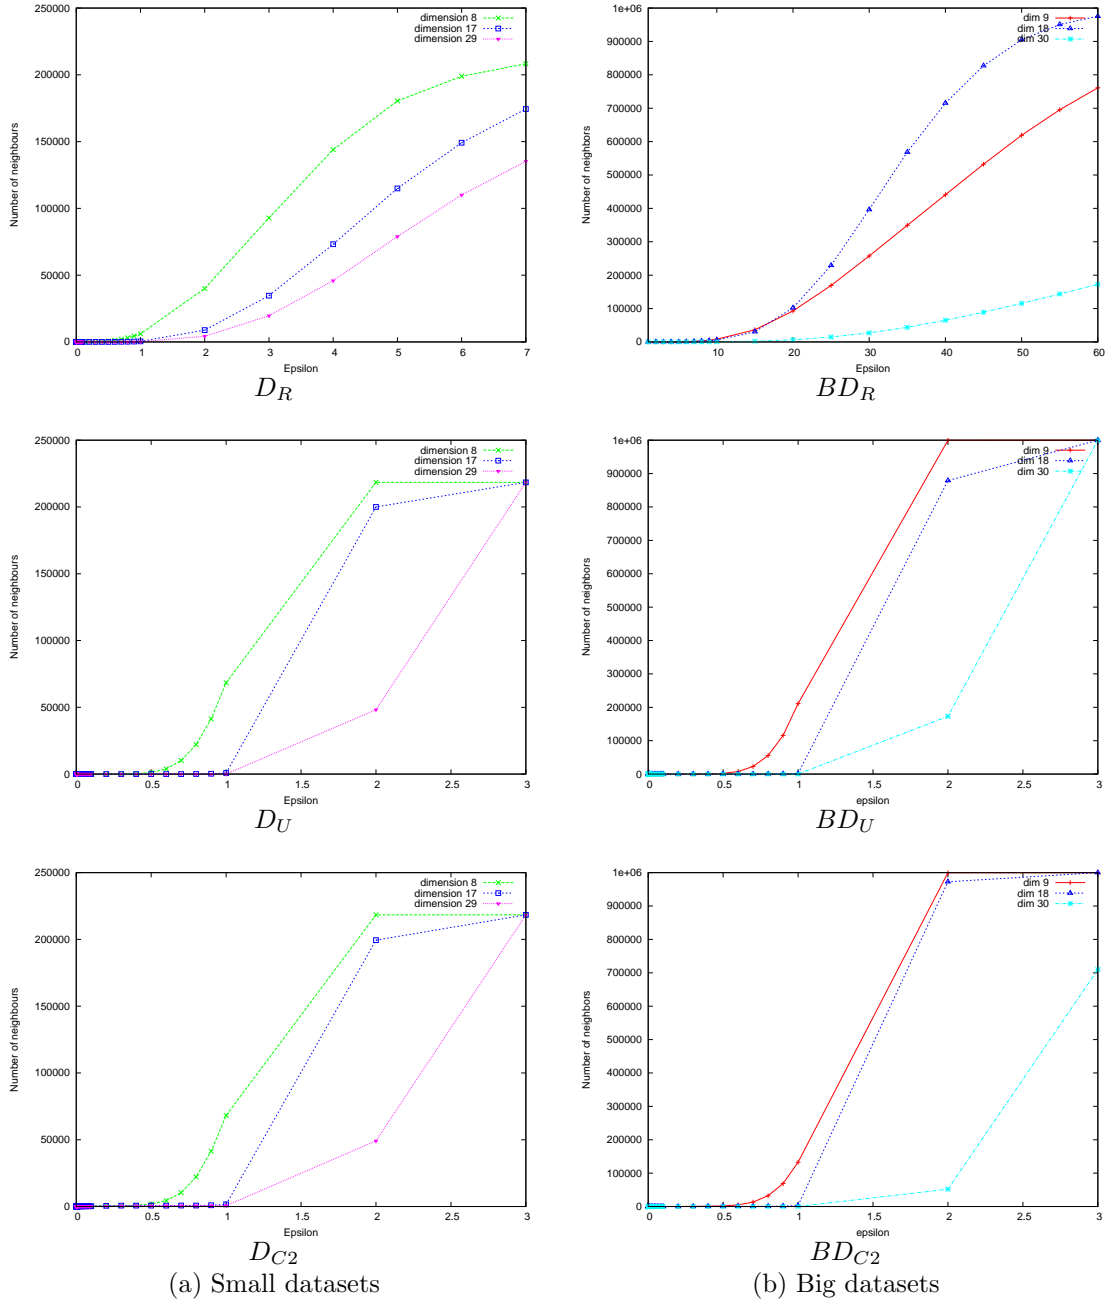 250000
200000
150000
100000
50000
0
Number of neighbours
dimension 8
dimension 17
dimension 29
0 1 2 3 4 5 6 7
Epsilon
D_R
1e+06
900000
800000
700000
600000
500000
400000
300000
200000
100000
0
Number of neighbors
dim 9
dim 18
dim 30
10 20 30 40 50 60
Epsilon
BD_R
250000
200000
150000
100000
50000
0
Number of neighbours
dimension 8
dimension 17
dimension 29
0 0.5 1 1.5 2 2.5 3
Epsilon
D_U
1e+06
900000
800000
700000
600000
500000
400000
300000
200000
100000
0
Number of neighbors
dim 9
dim 18
dim 30
0 0.5 1 1.5 2 2.5 3
epsilon
BD_U
250000
200000
150000
100000
50000
0
Number of neighbours
dimension 8
dimension 17
dimension 29
0 0.5 1 1.5 2 2.5 3
Epsilon
D_{C2}
1e+06
900000
800000
700000
600000
500000
400000
300000
200000
100000
0
Number of neighbors
dim 9
dim 18
dim 30
0 0.5 1 1.5 2 2.5 3
epsilon
BD_{C2}
(a) Small datasets
(b) Big datasets